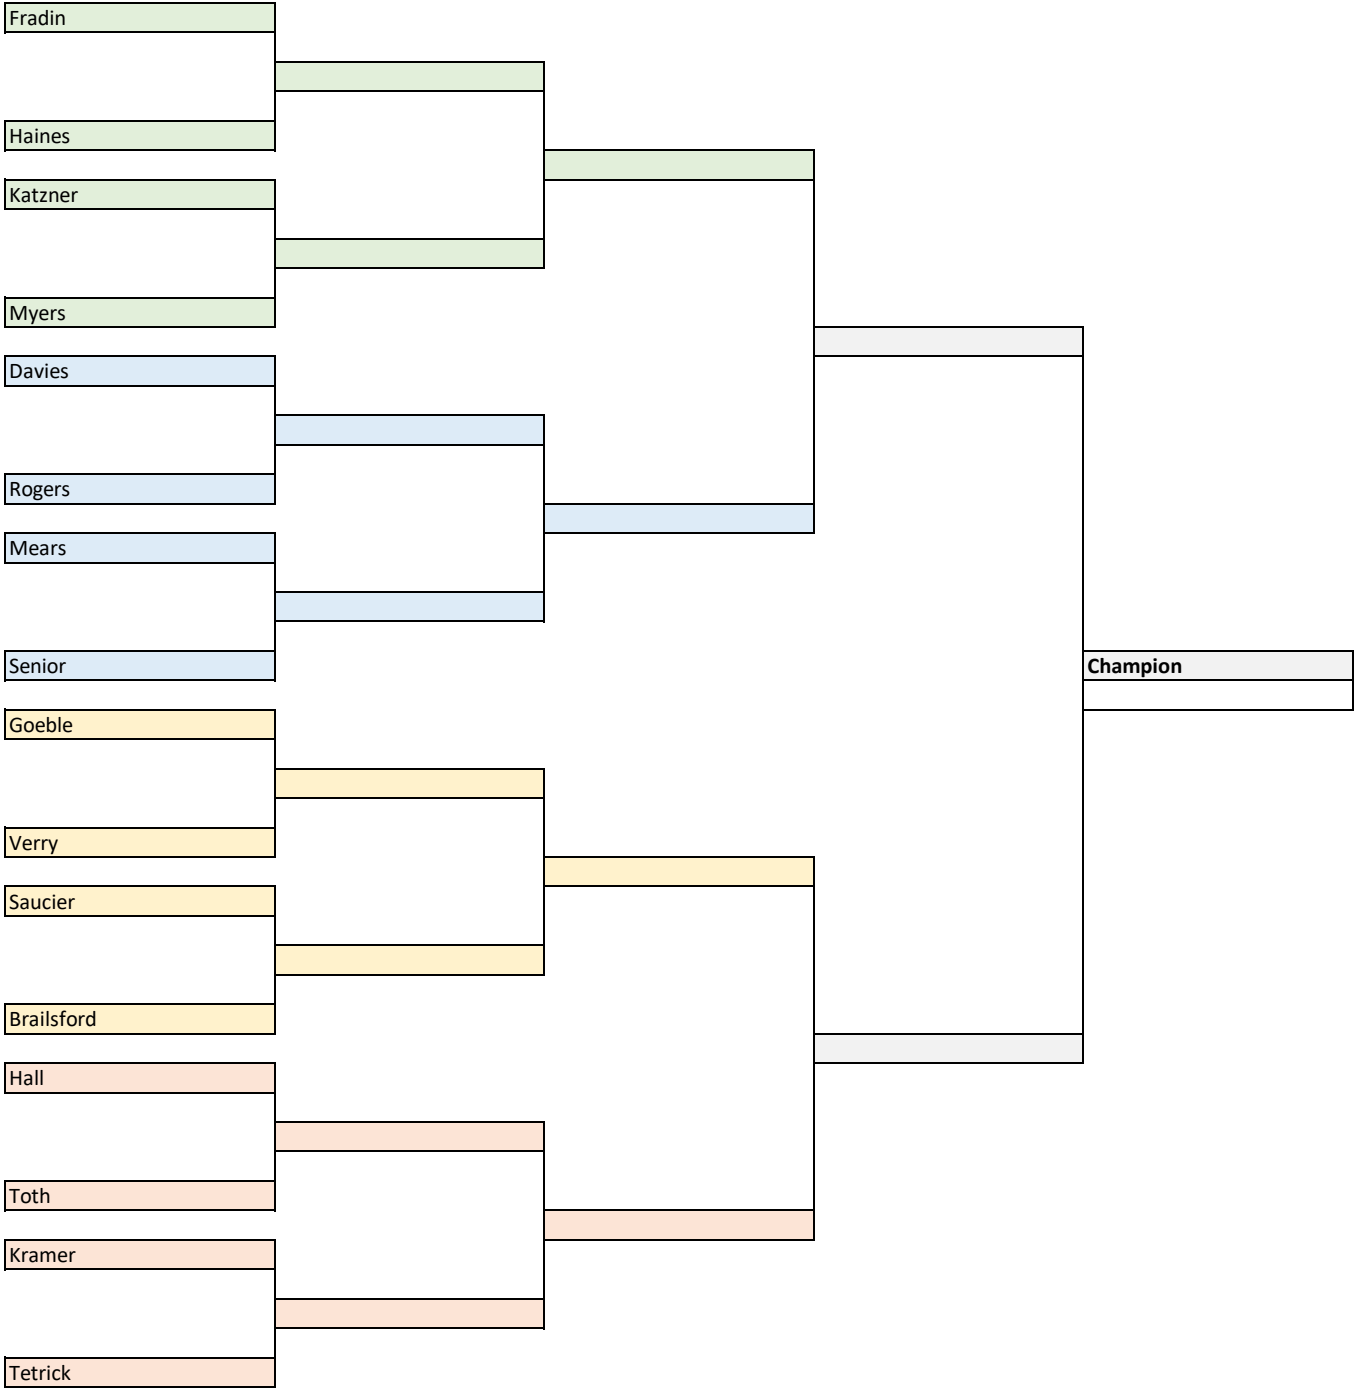 Fradin
Haines
Katzner
Myers
Davies
Rogers
Mears
Senior
Champion
Goeble
Verry
Saucier
Brailsford
Hall
Toth
Kramer
Tetrick